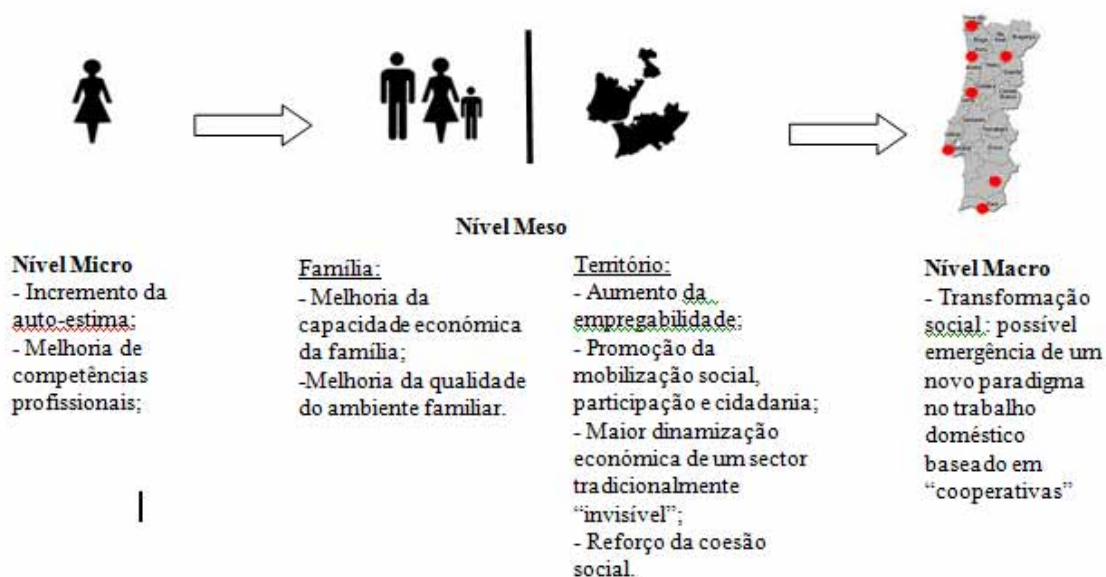 Nível Meso
Nível Micro
- Incremento da
auto-estima;
- Melhoria de
competências
profissionais;
Família:
- Melhoria da
capacidade económica
da família;
-Melhoria da qualidade
do ambiente familiar.
Território:
- Aumento da
empregabilidade;
- Promoção da
mobilização social,
participação e cidadania;
- Maior dinamização
económica de um sector
tradicionalmente
“invisível”;
- Reforço da coesão
social.
Nível Macro
- Transformação
social : possível
emergência de um
novo paradigma
no trabalho
doméstico
baseado em
“cooperativas”